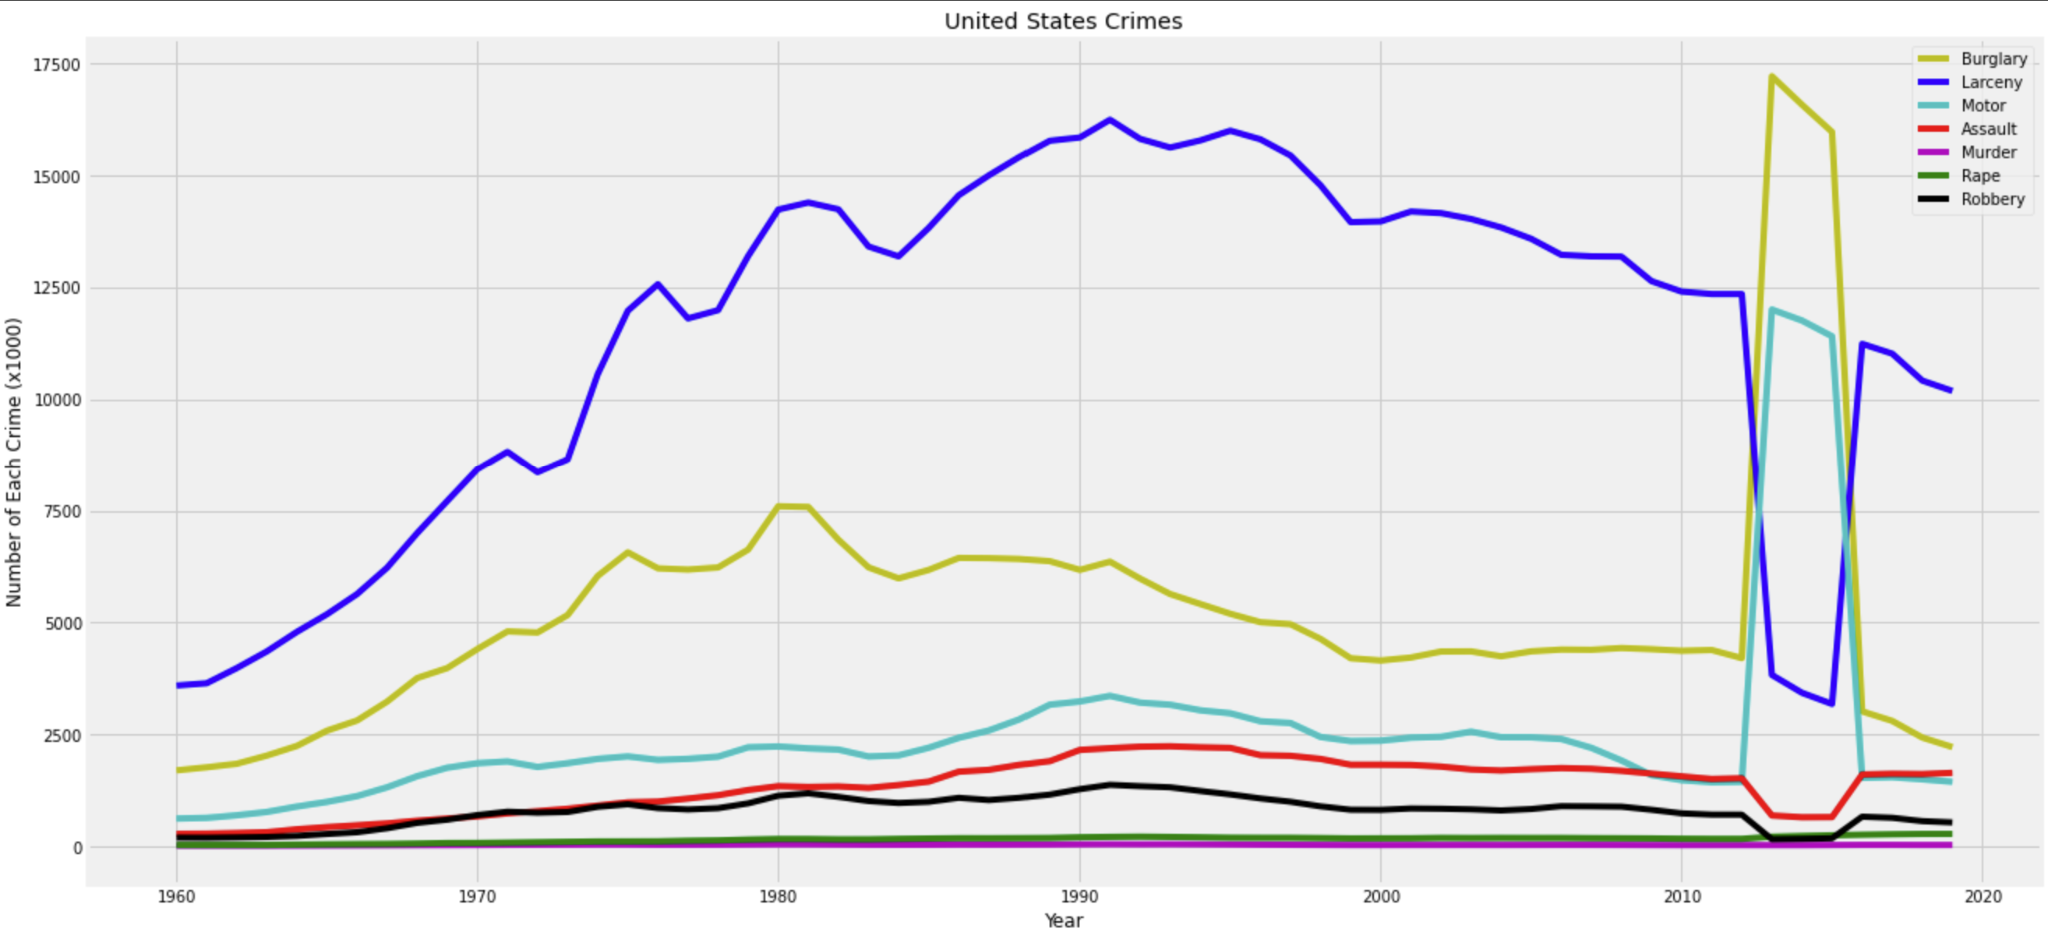 United States Crimes
Number of Each Crime (x1000)
17500
15000
12500
10000
7500
5000
2500
0
Burglary
Larceny
Motor
Assault
Murder
Rape
Robbery
1960 1970 1980 1990 2000 2010 2020
Year